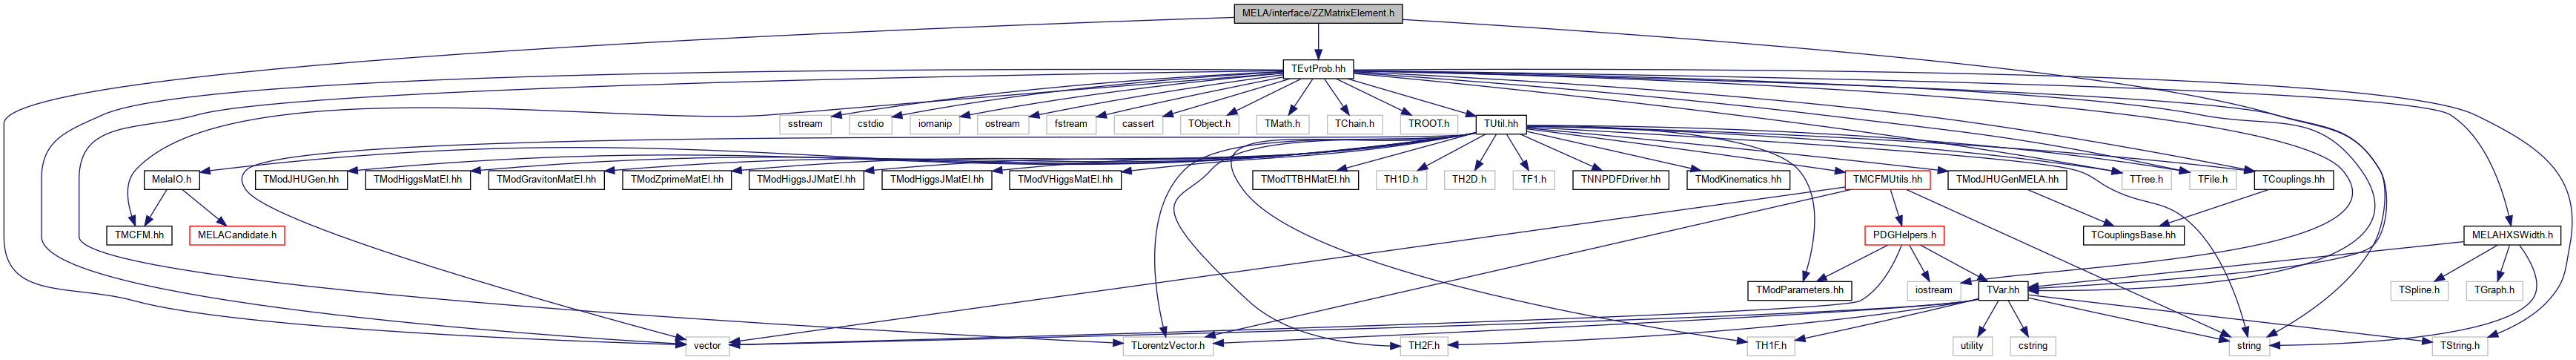 MELA/interface/ZZMatrixElement.h
TEvtProb.hh
sstream
cstdio
iomanip
ostream
fstream
cassert
TObject.h
TMath.h
TChain.h
TROOT.h
TUtil.hh
MelaIO.h
TModJHUGen.hh
TModHiggsMatEl.hh
TModGravitonMatEl.hh
TModZprimeMatEl.hh
TModHiggsJJMatEl.hh
TModHiggsJMatEl.hh
TModVHiggsMatEl.hh
TModTTBHMatEl.hh
TH1D.h
TH2D.h
TF1.h
TNNPDFDriver.hh
TModKinematics.hh
TMCFMUtils.hh
TModJHUGenMELA.hh
TTree.h
TFile.h
TCouplings.hh
TMCFM.hh
MELACandidate.h
PDGHelpers.h
TCouplingsBase.hh
MELAHXSWidth.h
TModParameters.hh
iostream
TVar.hh
TSpline.h
TGraph.h
vector
TLorentzVector.h
TH2F.h
TH1F.h
utility
cstring
string
TString.h